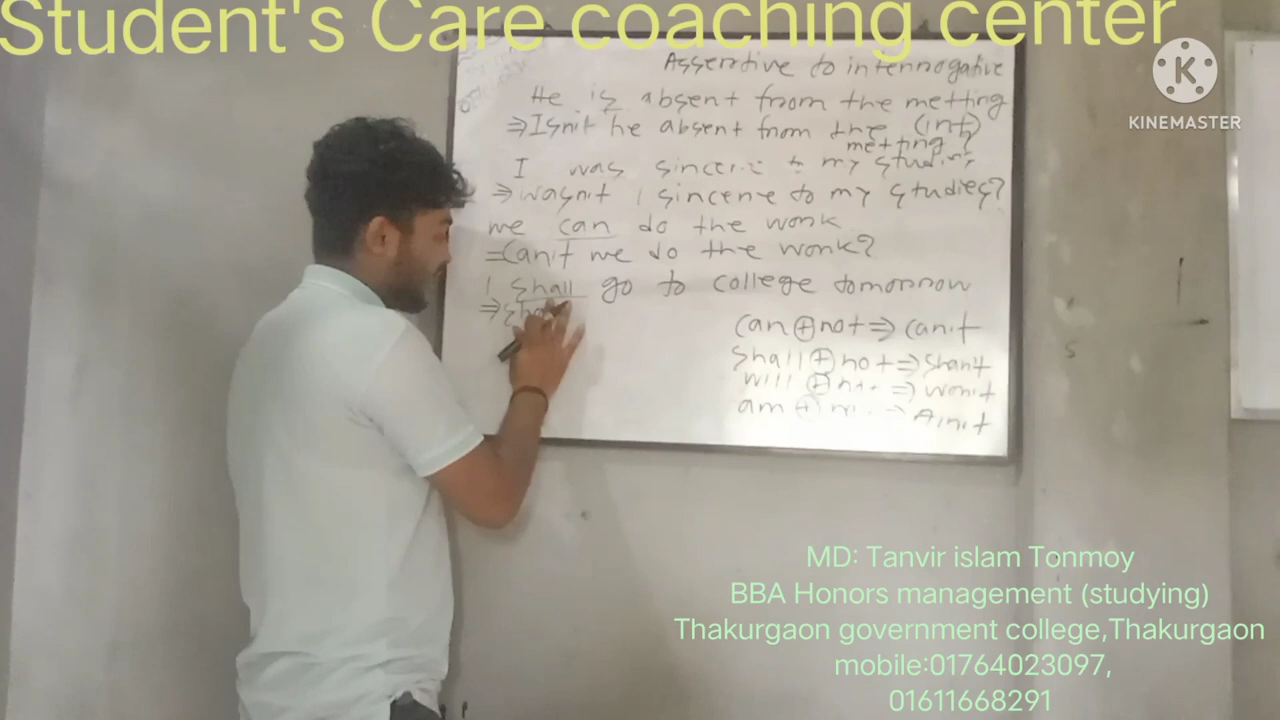 Student's Care coaching center
KINEMASTER
Assertive to interrogative
He is absent from the metting
⇒Isn't he absent from the (int)
metting?
I was sincere to my studies
⇒wasn't I sincere to my studies?
we can do the work
=Can't we do the work?
I shall go to college tomorrow
⇒sha
Can⊕not⇒can't
Shall⊕not⇒shan't
will⊕not⇒won't
am⊕ Ain't
MD: Tanvir islam Tonmoy
BBA Honors management (studying)
Thakurgaon government college,Thakurgaon
mobile:01764023097,
01611668291